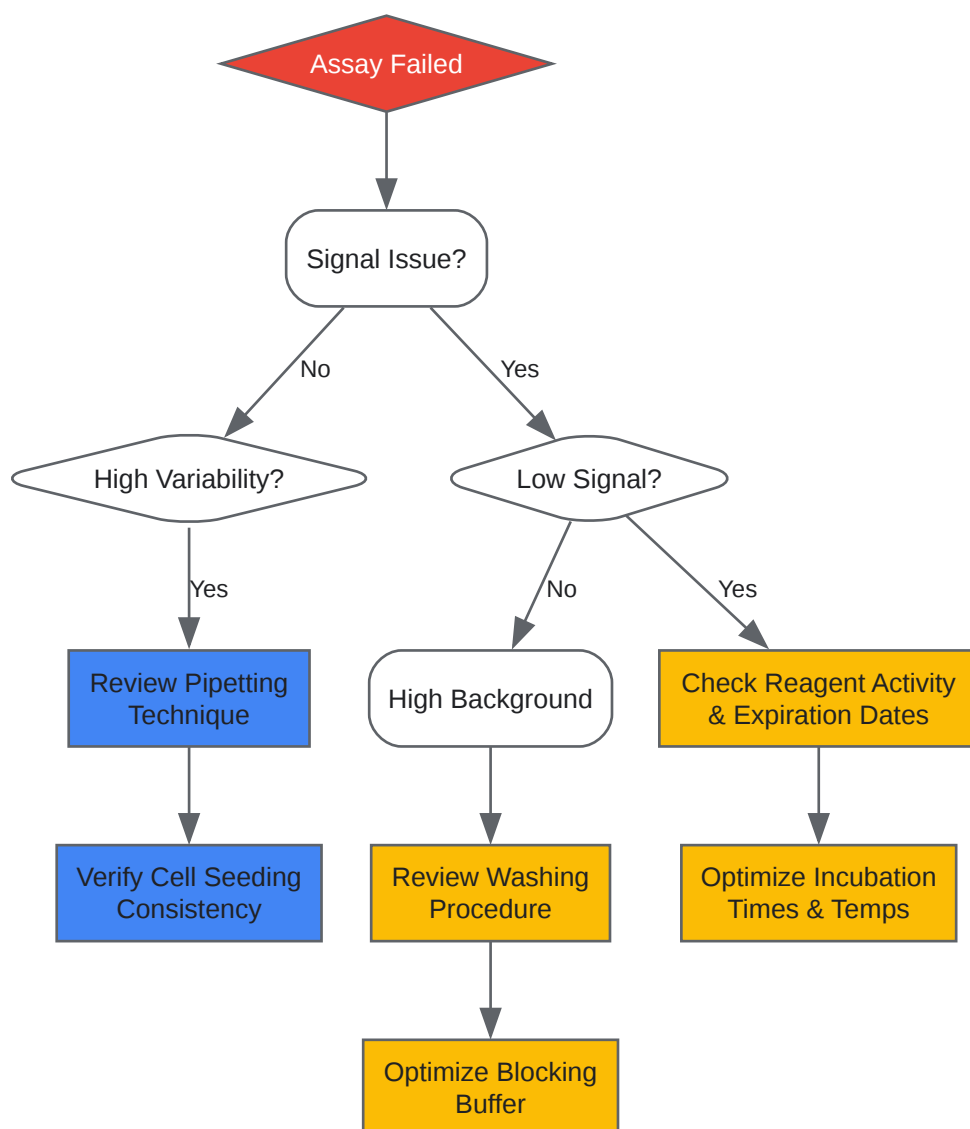 Assay Failed
Signal Issue?
No
Yes
High Variability?
Low Signal?
Yes
No
Yes
Review Pipetting
Technique
High Background
Check Reagent Activity
& Expiration Dates
Verify Cell Seeding
Consistency
Review Washing
Procedure
Optimize Incubation
Times & Temps
Optimize Blocking
Buffer